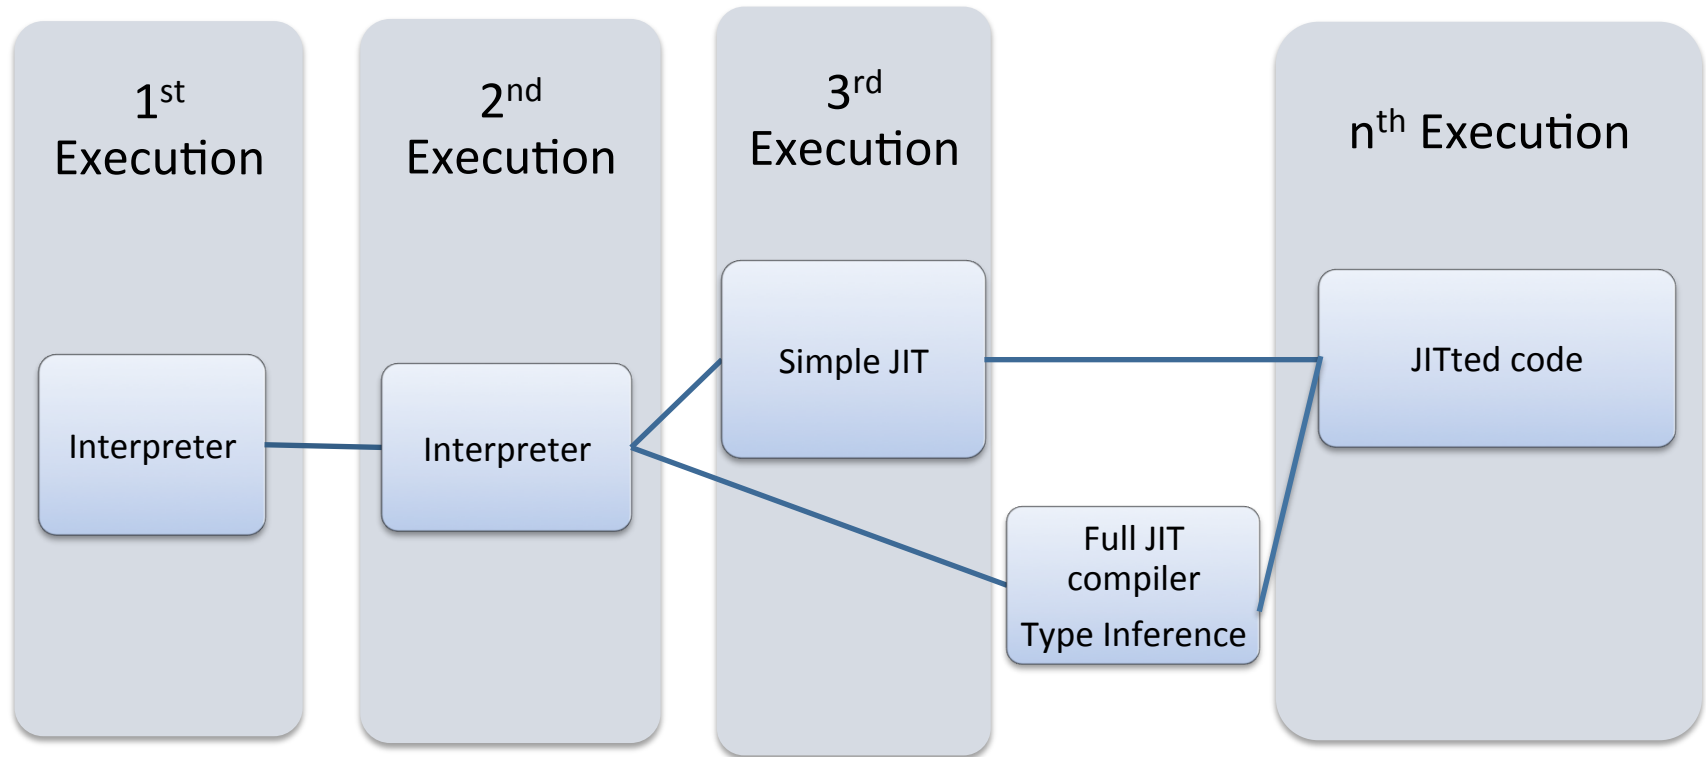 1st
Execution
2nd
Execution
3rd
Execution
nth Execution
Interpreter
Interpreter
Simple JIT
Full JIT
compiler
Type Inference
JITted code